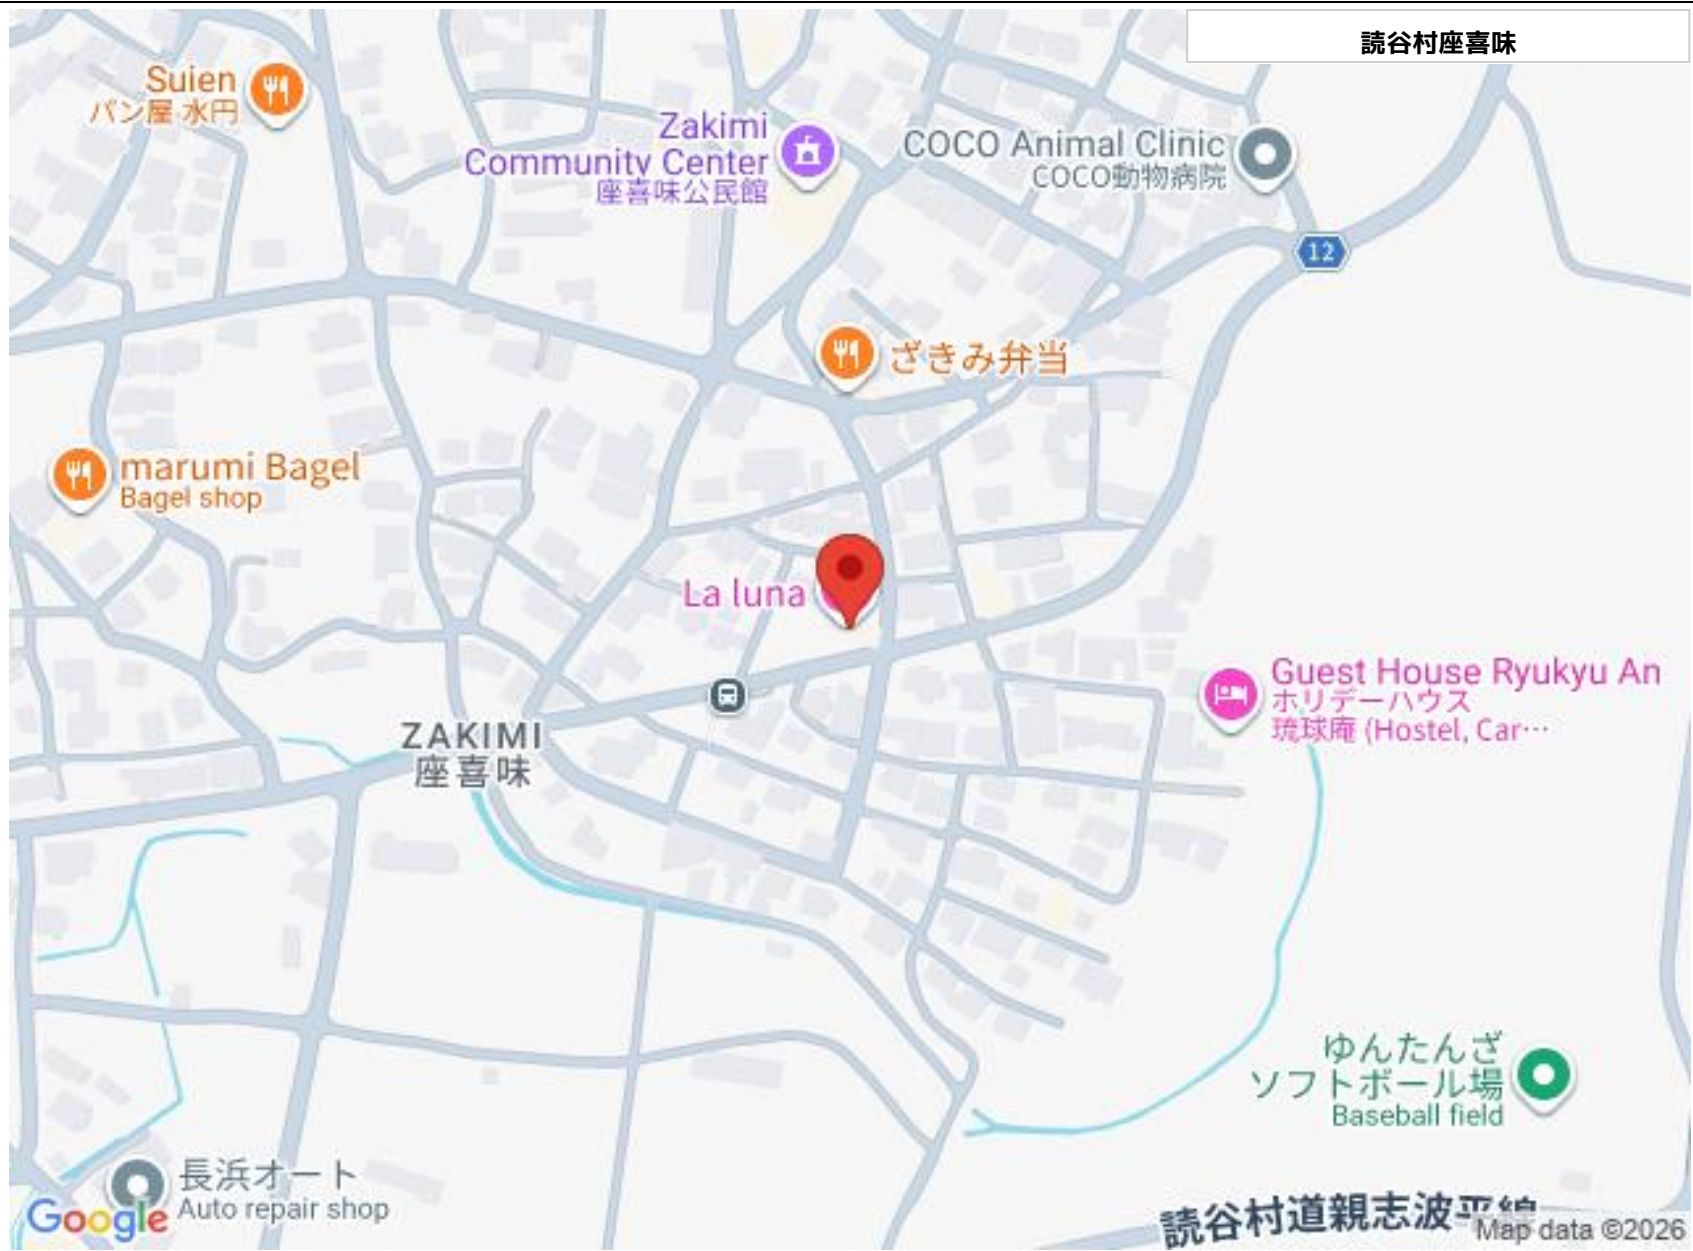 読谷村座喜味
Suien
パン屋 水円
Zakimi
Community Center
座喜味公民館
COCO Animal Clinic
COCO動物病院
12
ざきみ弁当
marumi Bagel
Bagel shop
La luna
Guest House Ryukyu An
ホリデーハウス
琉球庵 (Hostel, Car…
ZAKIMI
座喜味
ゆんたんざ
ソフトボール場
Baseball field
長浜オート
Auto repair shop
Google
読谷村道親志波平線
Map data ©2026